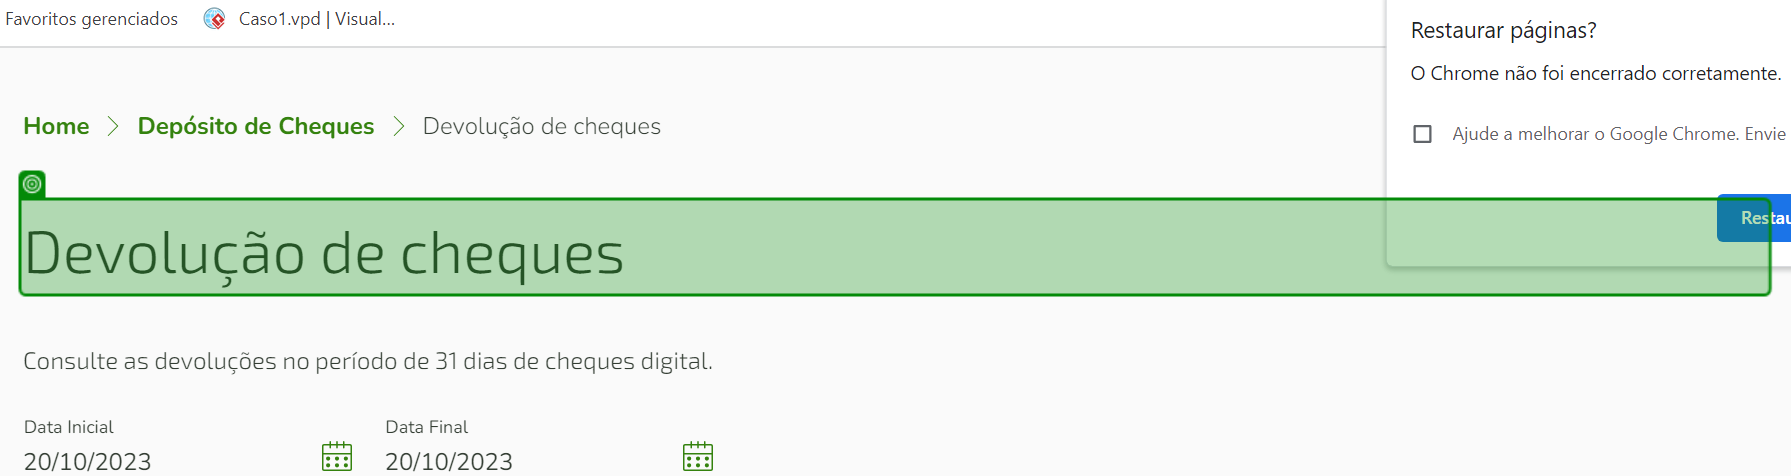 Favoritos gerenciados
Caso1.vpd | Visual...
Restaurar páginas?
O Chrome não foi encerrado corretamente.
Ajude a melhorar o Google Chrome. Envie
Home > Depósito de Cheques > Devolução de cheques
Restau
Devolução de cheques
Consulte as devoluções no período de 31 dias de cheques digital.
Data Inicial
20/10/2023
Data Final
20/10/2023